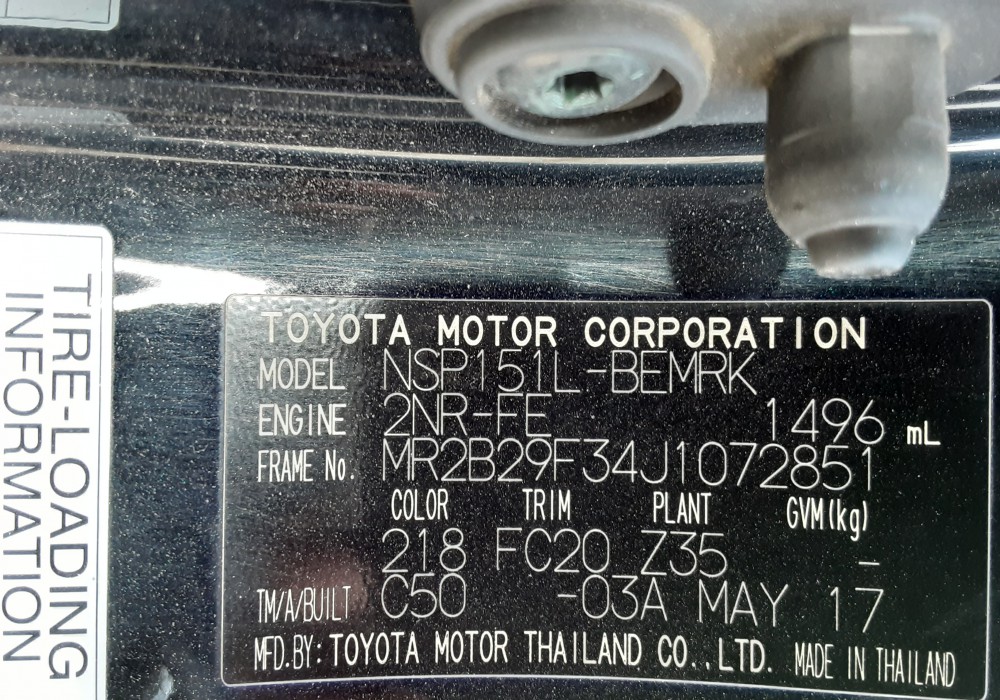 TIRE-LOADING
INFORMATION
TOYOTA MOTOR CORPORATION
MODEL NSP151L-BEMRK
ENGINE 2NR-FE 1496 mL
FRAME No. MR2B29F34J1072851
COLOR TRIM PLANT GVM(kg)
218 FC20 Z35 -
TM/A/BUILT C50 -03A MAY 17
MFD.BY: TOYOTA MOTOR THAILAND CO.,LTD. MADE IN THAILAND